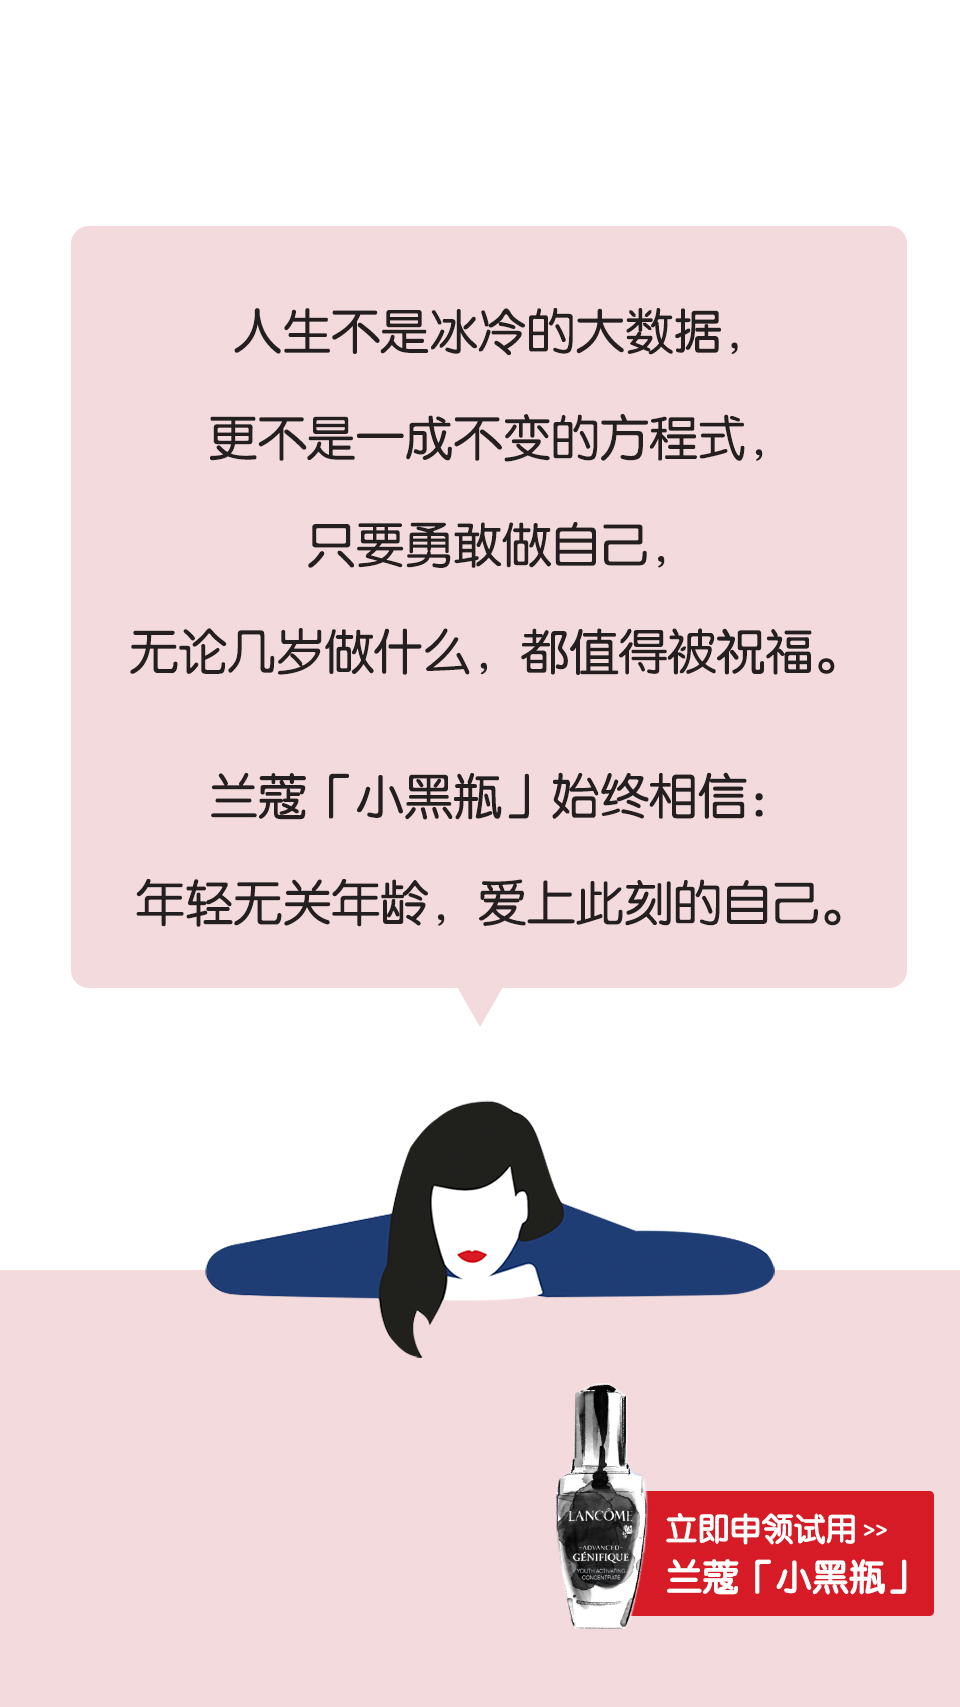 人生不是冰冷的大数据，
更不是一成不变的方程式，
只要勇敢做自己，
无论几岁做什么，都值得被祝福。
兰蔻「小黑瓶」始终相信：
年轻无关年龄，爱上此刻的自己。
LANCÔME
-ADVANCED-
GÉNIFIQUE
YOUTH ACTIVATING
CONCENTRATE
立即申领试用 >>
兰蔻「小黑瓶」